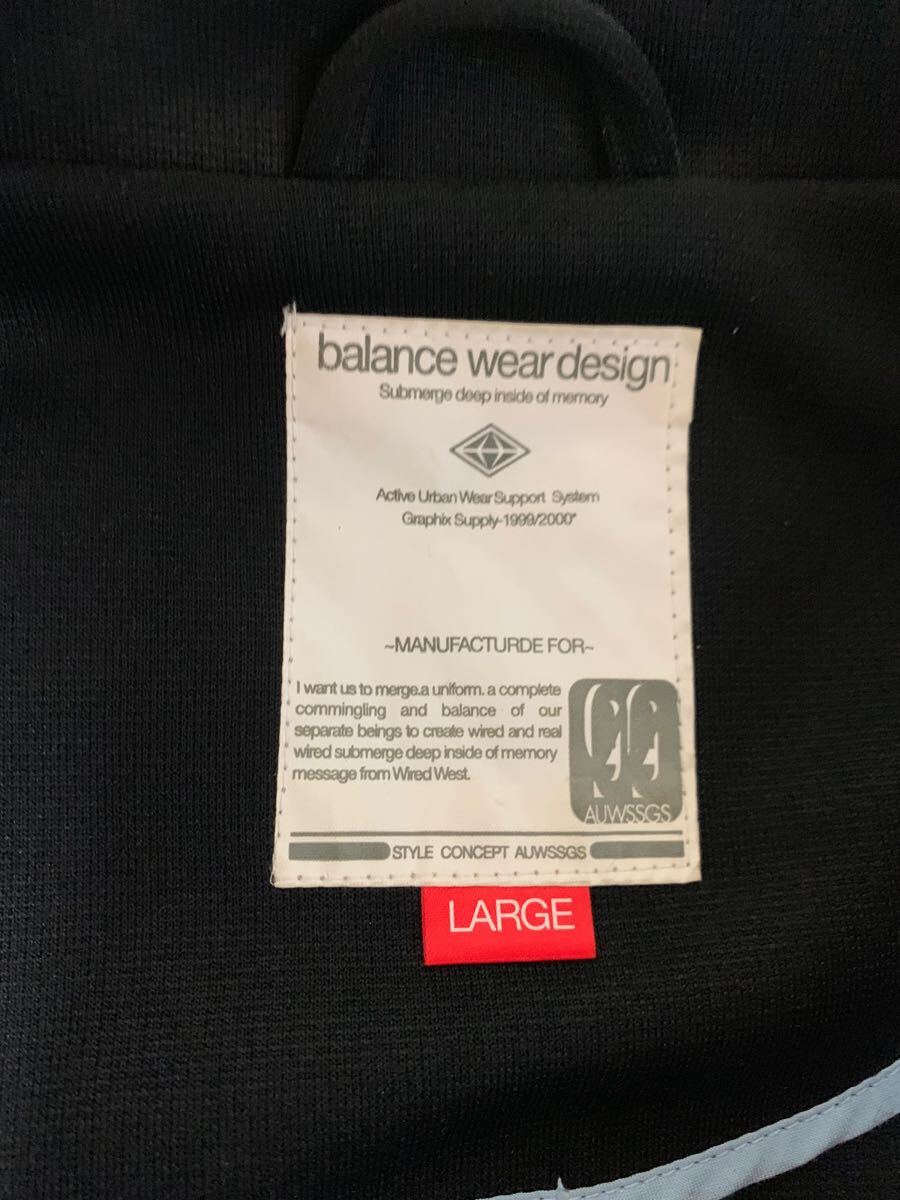 balance wear design
Submerge deep inside of memory
Active Urban Wear Support System
Graphix Supply-1999/2000"
~MANUFACTURDE FOR~
I want us to merge.a uniform. a complete
commingling and balance of our
separate beings to create wired and real
wired submerge deep inside of memory
message from Wired West.
AUWSSGS
STYLE CONCEPT AUWSSGS
LARGE